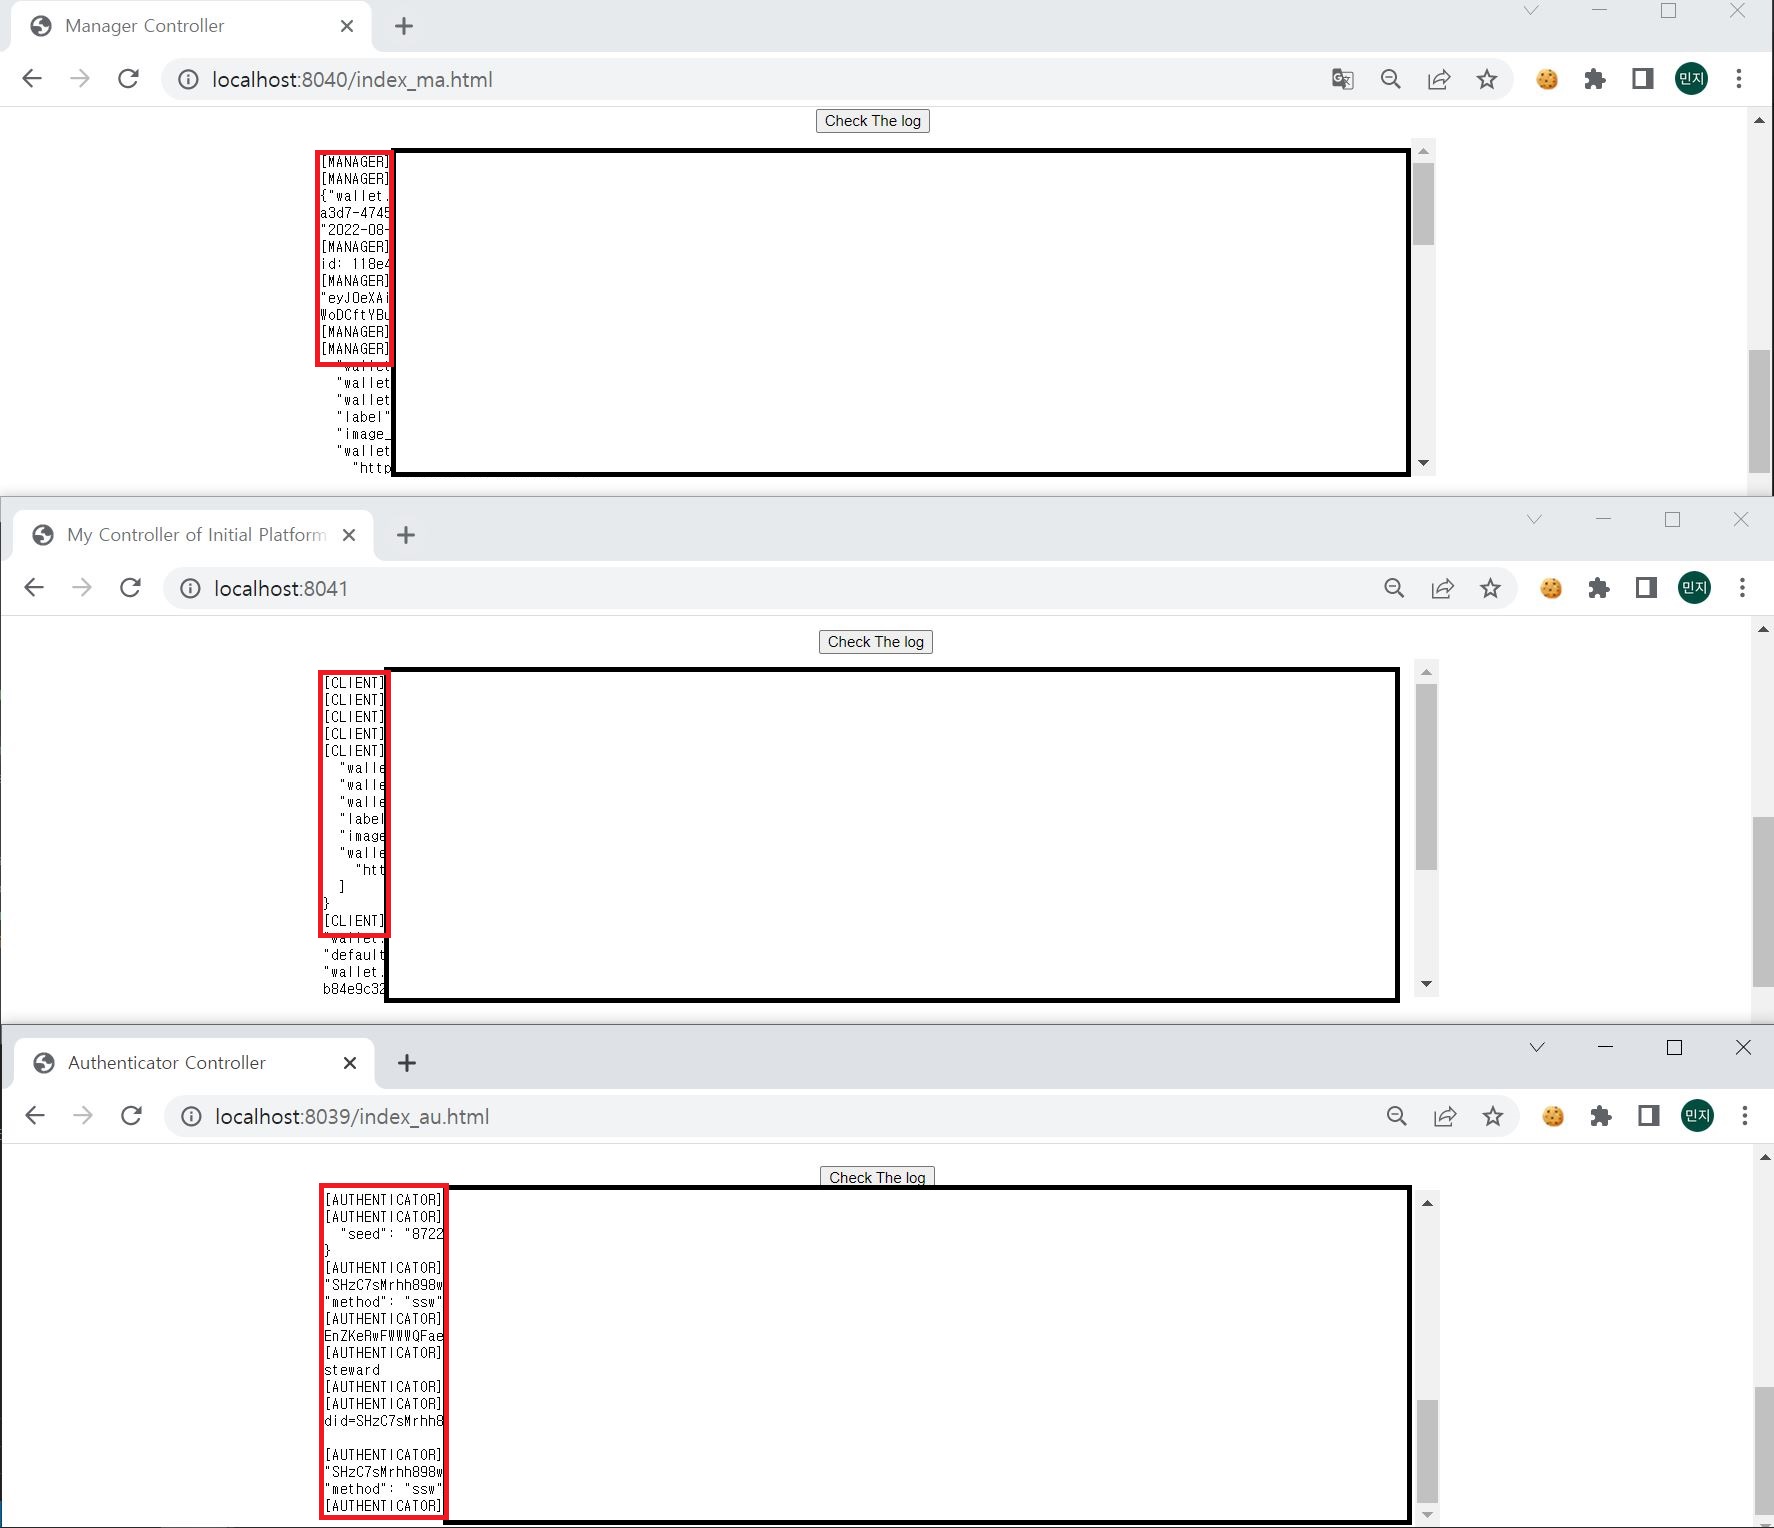 Manager Controller
localhost:8040/index_ma.html
민지
Check The log
[MANAGER]
[MANAGER]
{"wallet.
a3d7-4745
"2022-08-
[MANAGER]
id: 118e4
[MANAGER]
"eyJ0eXAi
WoDCftYBu
[MANAGER]
[MANAGER]
"wallet
"wallet
"wallet
"label"
"image_
"wallet
"http
My Controller of Initial Platform
localhost:8041
민지
Check The log
[CLIENT]
[CLIENT]
[CLIENT]
[CLIENT]
[CLIENT]
"walle
"walle
"walle
"label
"image
"walle
"htt
]
}
[CLIENT]
"wallet.
"default
"wallet.
b84e9c32
Authenticator Controller
localhost:8039/index_au.html
민지
Check The log
[AUTHENTICATOR]
[AUTHENTICATOR]
"seed": "8722
}
[AUTHENTICATOR]
"SHzC7sMrhh898w
"method": "ssw"
[AUTHENTICATOR]
EnZKeRwFWWWQFae
[AUTHENTICATOR]
steward
[AUTHENTICATOR]
[AUTHENTICATOR]
did=SHzC7sMrhh8
[AUTHENTICATOR]
"SHzC7sMrhh898w
"method": "ssw"
[AUTHENTICATOR]